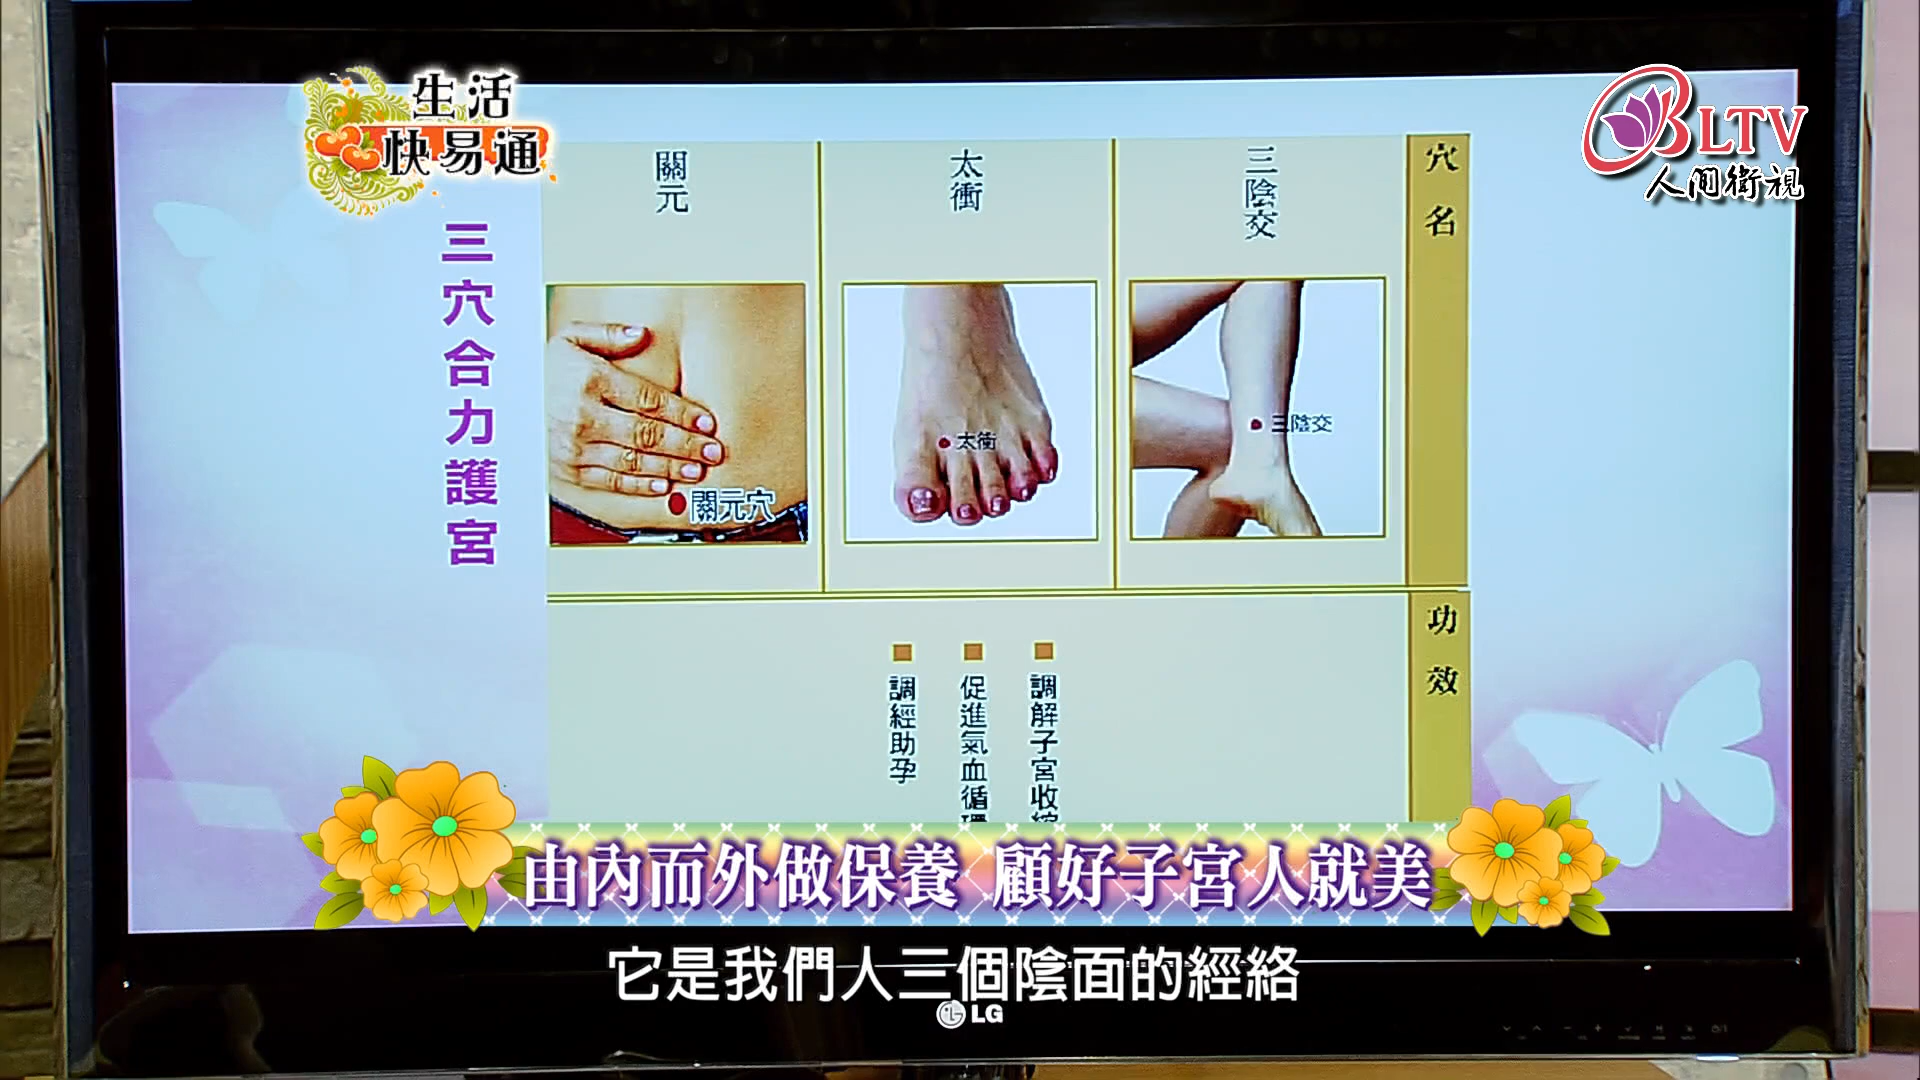 生活
快易通
BLTV
人間衛視
三穴合力護宮
穴名
三陰交
太衝
關元
三陰交
太衝
關元穴
功效
調解子宮收縮
促進氣血循環
調經助孕
由內而外做保養 顧好子宮人就美
它是我們人三個陰面的經絡
LG